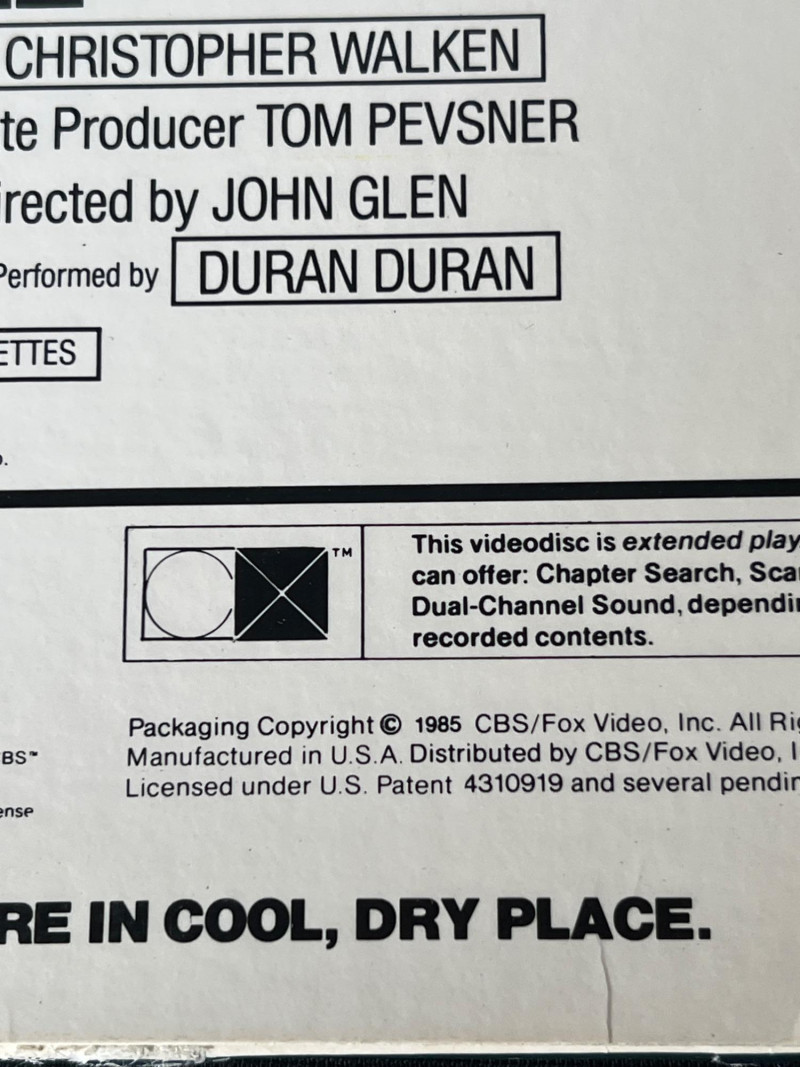 CHRISTOPHER WALKEN
te Producer TOM PEVSNER
irected by JOHN GLEN
Performed by DURAN DURAN
ETTES
o.
TM
This videodisc is extended play
can offer: Chapter Search, Sca
Dual-Channel Sound, dependi
recorded contents.
Packaging Copyright © 1985 CBS/Fox Video, Inc. All Rig
Manufactured in U.S.A. Distributed by CBS/Fox Video, I
Licensed under U.S. Patent 4310919 and several pendin
BS™
ense
RE IN COOL, DRY PLACE.